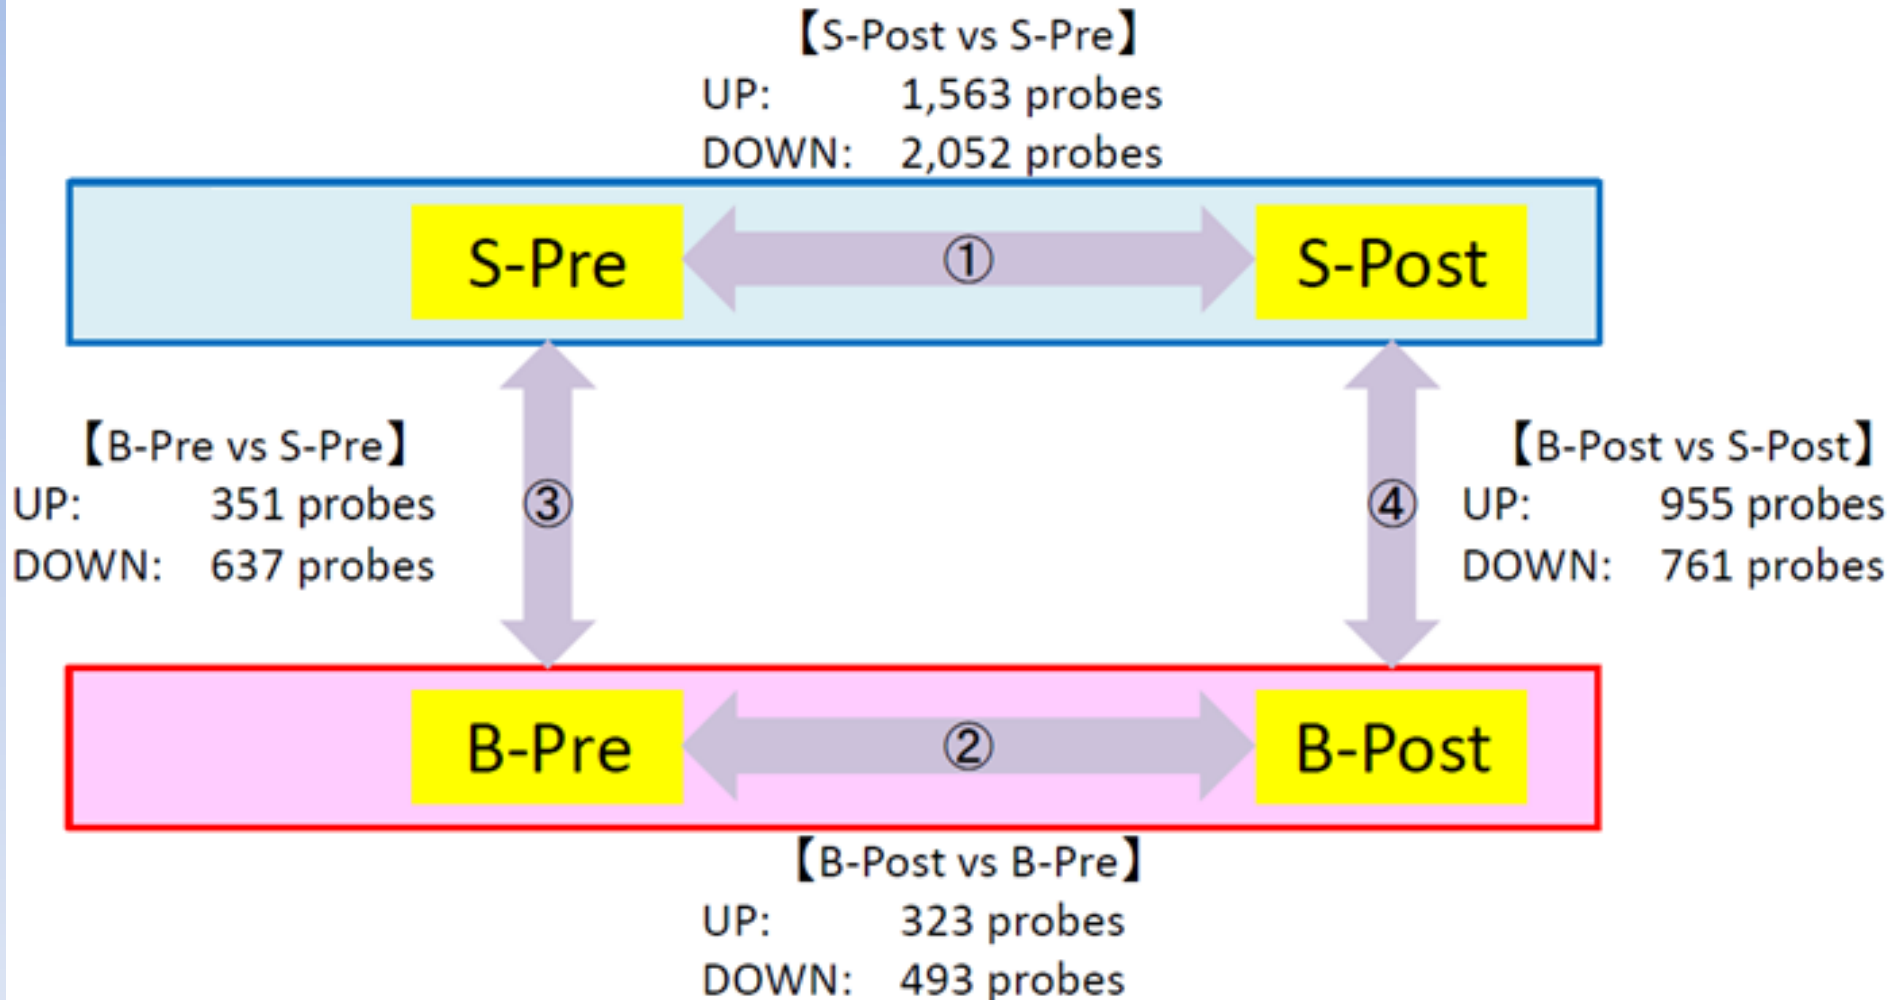 【S-Post vs S-Pre】
UP: 1,563 probes
DOWN: 2,052 probes
S-Pre ① S-Post
【B-Pre vs S-Pre】
UP: 351 probes
DOWN: 637 probes
③
④
【B-Post vs S-Post】
UP: 955 probes
DOWN: 761 probes
B-Pre ② B-Post
【B-Post vs B-Pre】
UP: 323 probes
DOWN: 493 probes